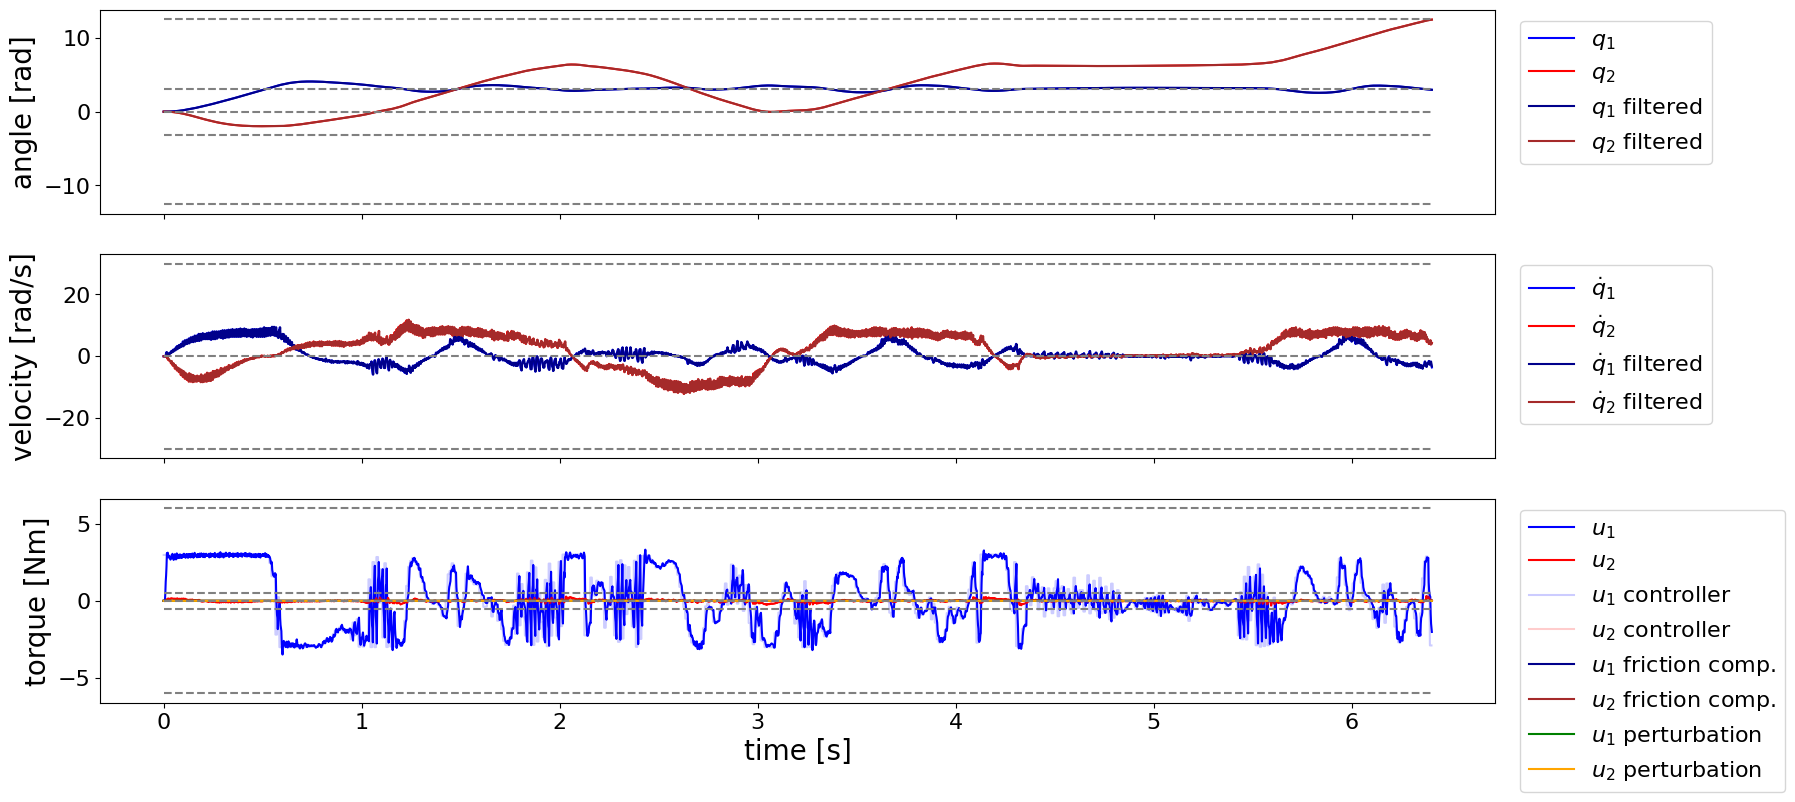 angle [rad]
10
0
−10
q₁
q₂
q₁ filtered
q₂ filtered
velocity [rad/s]
20
0
−20
q̇₁
q̇₂
q̇₁ filtered
q̇₂ filtered
torque [Nm]
5
0
−5
0 1 2 3 4 5 6
time [s]
u₁
u₂
u₁ controller
u₂ controller
u₁ friction comp.
u₂ friction comp.
u₁ perturbation
u₂ perturbation